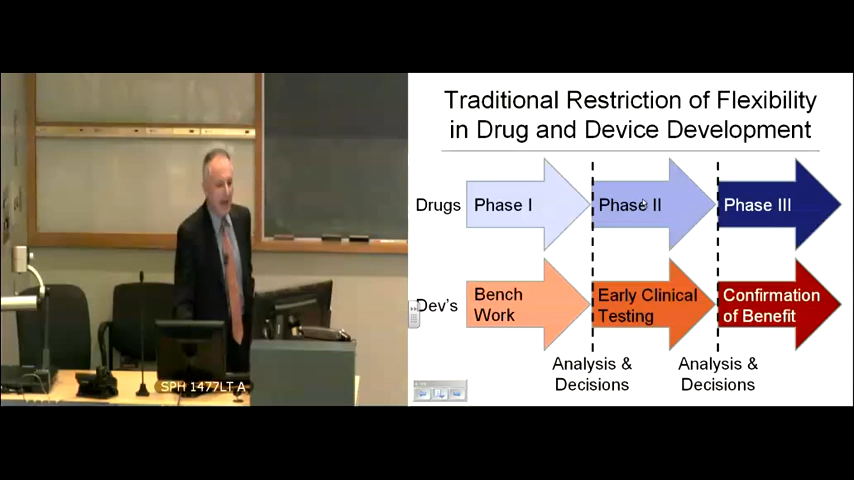 Traditional Restriction of Flexibility
in Drug and Device Development
Drugs
Phase I
Phase II
Phase III
Dev's
Bench
Work
Early Clinical
Testing
Confirmation
of Benefit
Analysis &
Decisions
Analysis &
Decisions
SPH 1477LT A